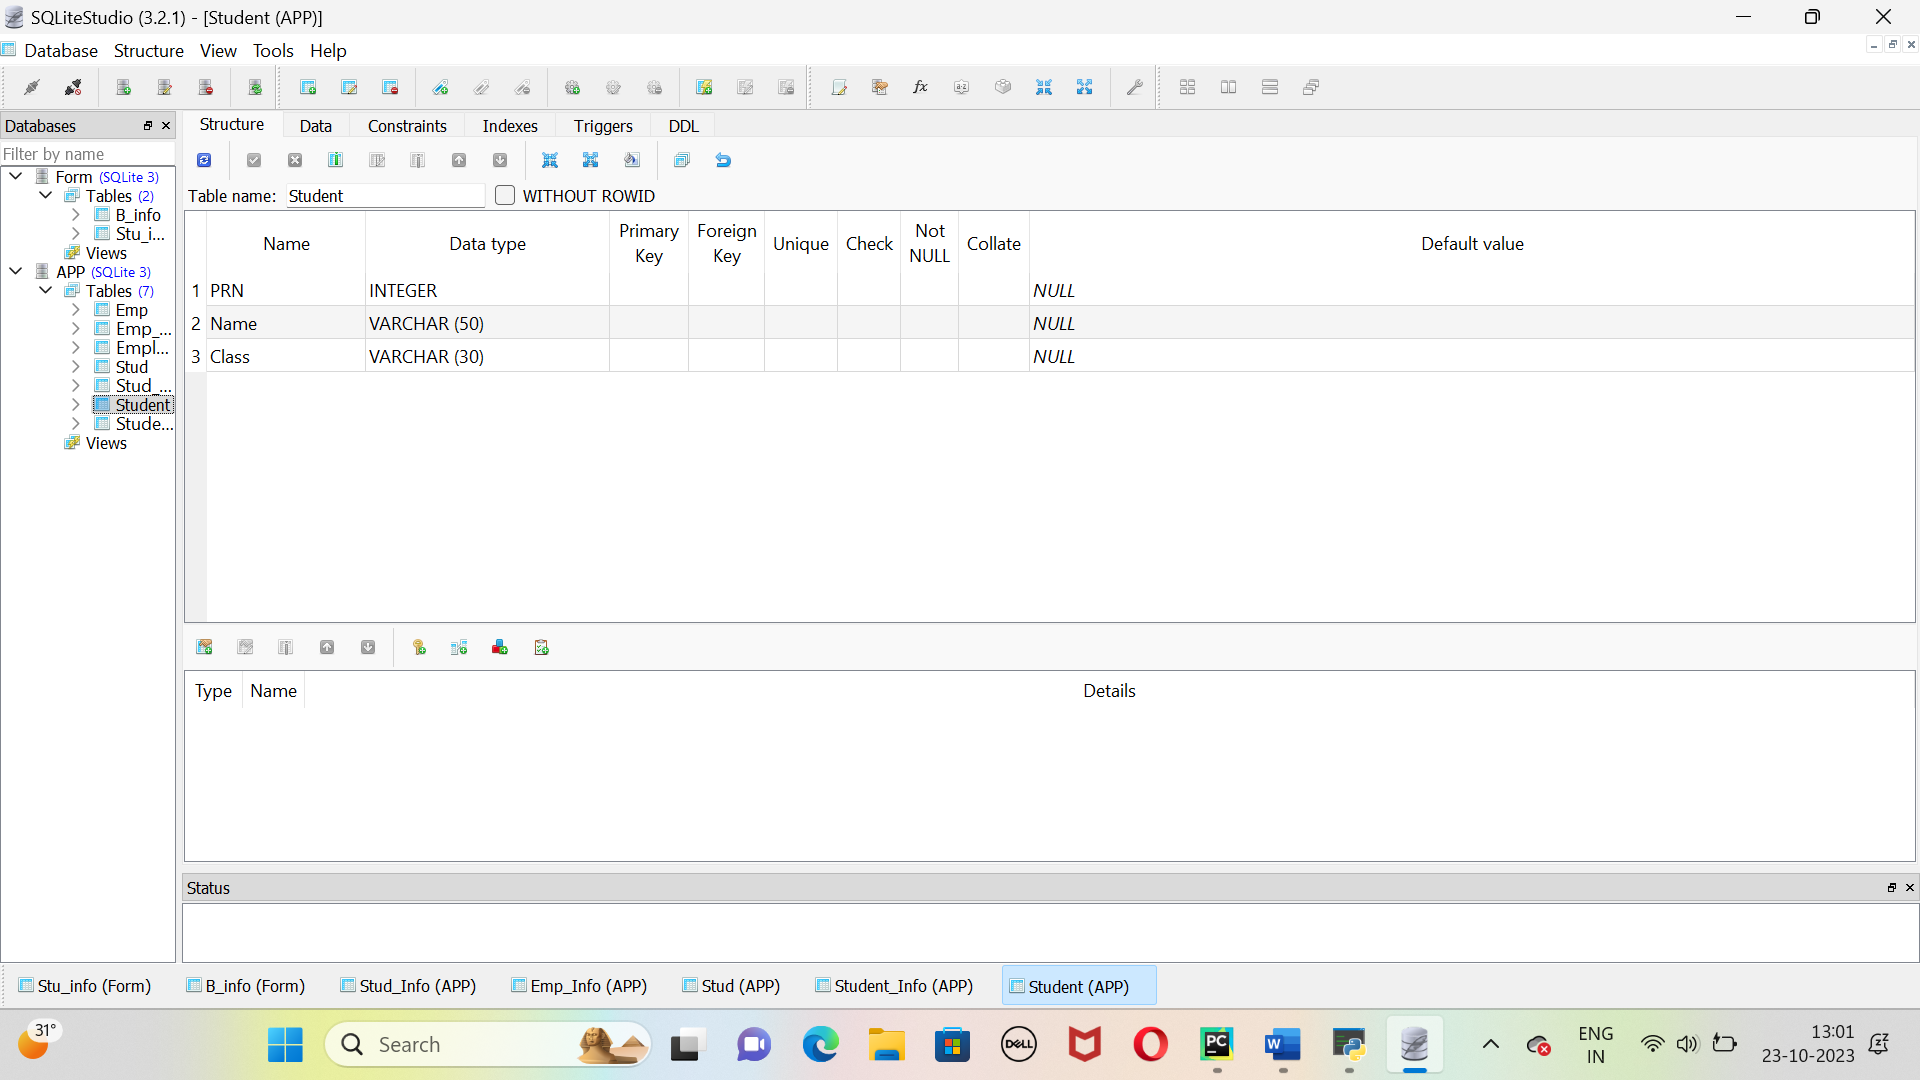 SQLiteStudio (3.2.1) - [Student (APP)]
Database Structure View Tools Help
Databases
Filter by name
Form (SQLite 3)
Tables (2)
B_info
Stu_i...
Views
APP (SQLite 3)
Tables (7)
Emp
Emp_...
Empl...
Stud
Stud_...
Student
Stude...
Views
Structure Data Constraints Indexes Triggers DDL
Table name: Student WITHOUT ROWID
Name Data type Primary Key Foreign Key Unique Check Not NULL Collate Default value
1 PRN INTEGER NULL
2 Name VARCHAR (50) NULL
3 Class VARCHAR (30) NULL
Type Name Details
Status
Stu_info (Form) B_info (Form) Stud_Info (APP) Emp_Info (APP) Stud (APP) Student_Info (APP) Student (APP)
31° Search DELL PC W ENG 13:01
IN 23-10-2023